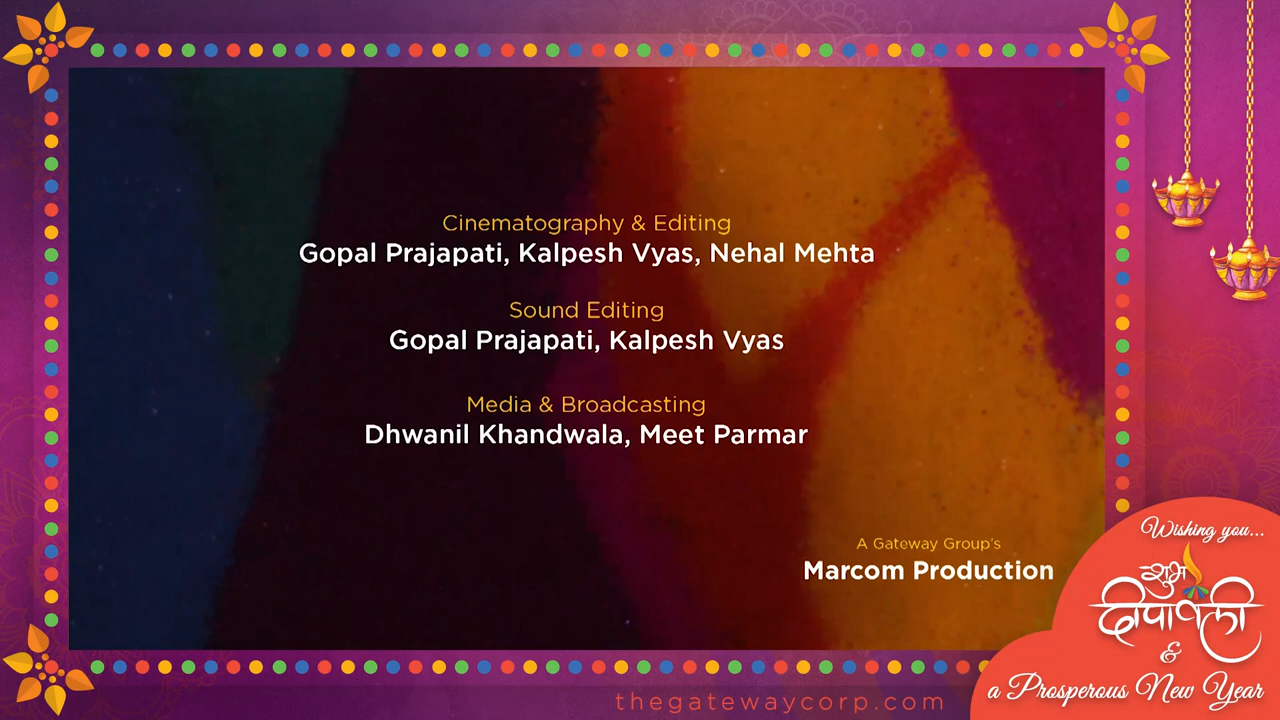 Cinematography & Editing
Gopal Prajapati, Kalpesh Vyas, Nehal Mehta
Sound Editing
Gopal Prajapati, Kalpesh Vyas
Media & Broadcasting
Dhwanil Khandwala, Meet Parmar
A Gateway Group's
Marcom Production
Wishing you...
शुभ
दीपावली
&
a Prosperous New Year
thegatewaycorp.com